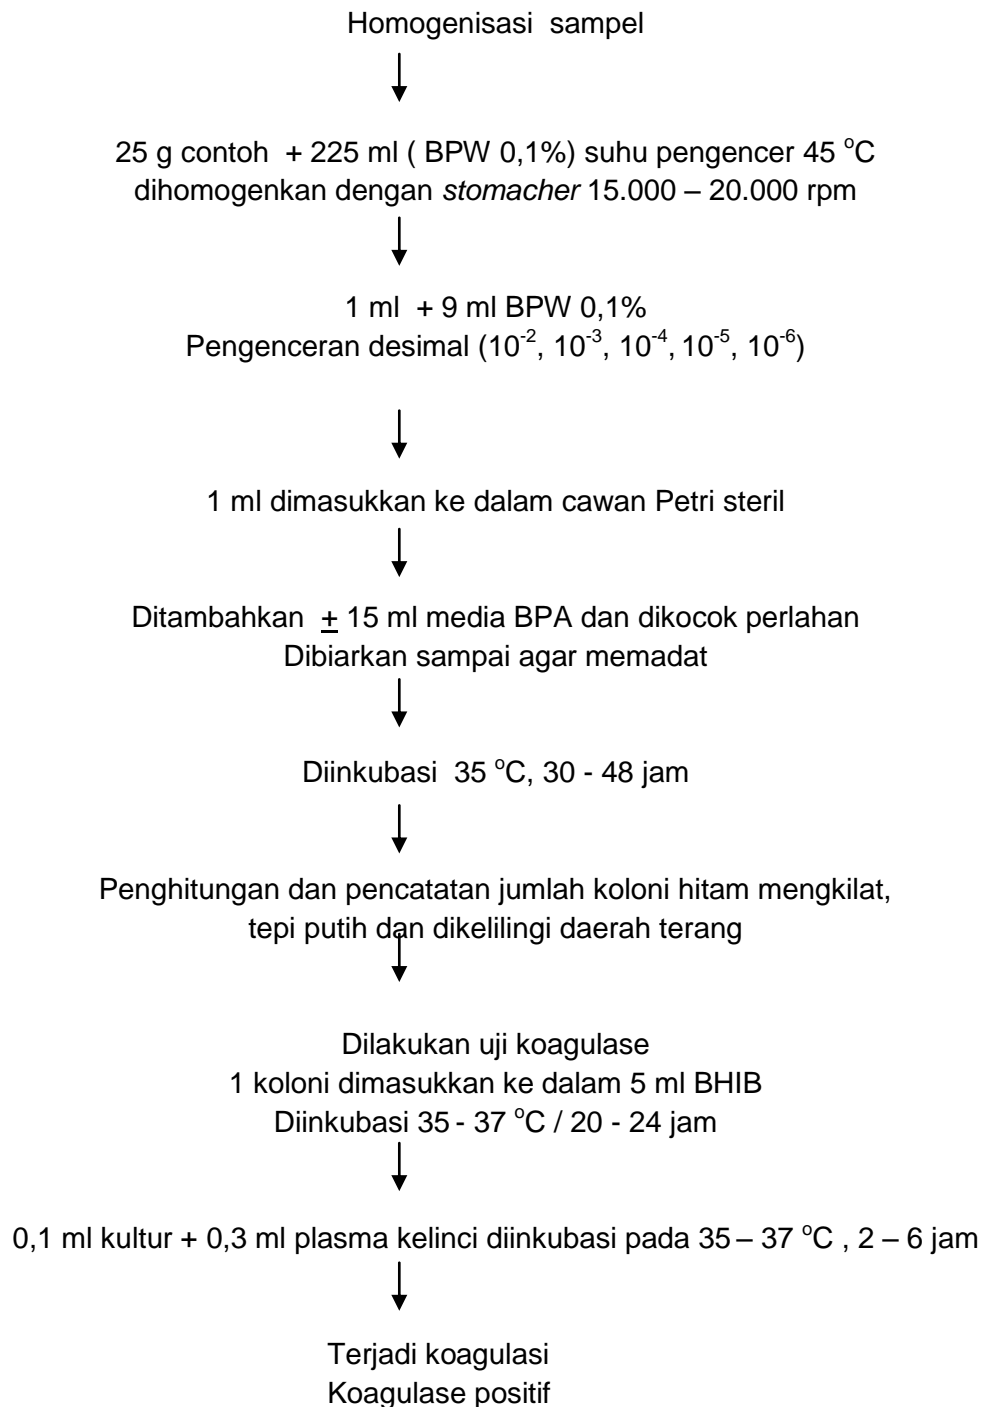 Homogenisasi sampel
25 g contoh + 225 ml ( BPW 0,1%) suhu pengencer 45 °C
dihomogenkan dengan stomacher 15.000 – 20.000 rpm
1 ml + 9 ml BPW 0,1%
Pengenceran desimal (10⁻², 10⁻³, 10⁻⁴, 10⁻⁵, 10⁻⁶)
1 ml dimasukkan ke dalam cawan Petri steril
Ditambahkan ± 15 ml media BPA dan dikocok perlahan
Dibiarkan sampai agar memadat
Diinkubasi 35 °C, 30 - 48 jam
Penghitungan dan pencatatan jumlah koloni hitam mengkilat,
tepi putih dan dikelilingi daerah terang
Dilakukan uji koagulase
1 koloni dimasukkan ke dalam 5 ml BHIB
Diinkubasi 35 - 37 °C / 20 - 24 jam
0,1 ml kultur + 0,3 ml plasma kelinci diinkubasi pada 35 – 37 °C , 2 – 6 jam
Terjadi koagulasi
Koagulase positif